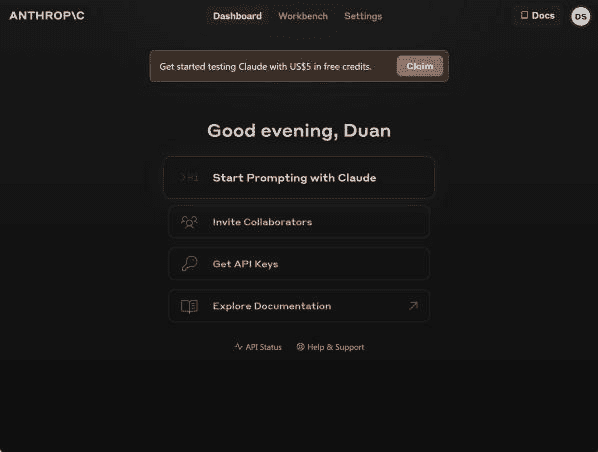 ANTHROP\C
Dashboard Workbench Settings
Docs
DS
Get started testing Claude with US$5 in free credits.
Claim
Good evening, Duan
>Hi Start Prompting with Claude
Invite Collaborators
Get API Keys
Explore Documentation
API Status Help & Support